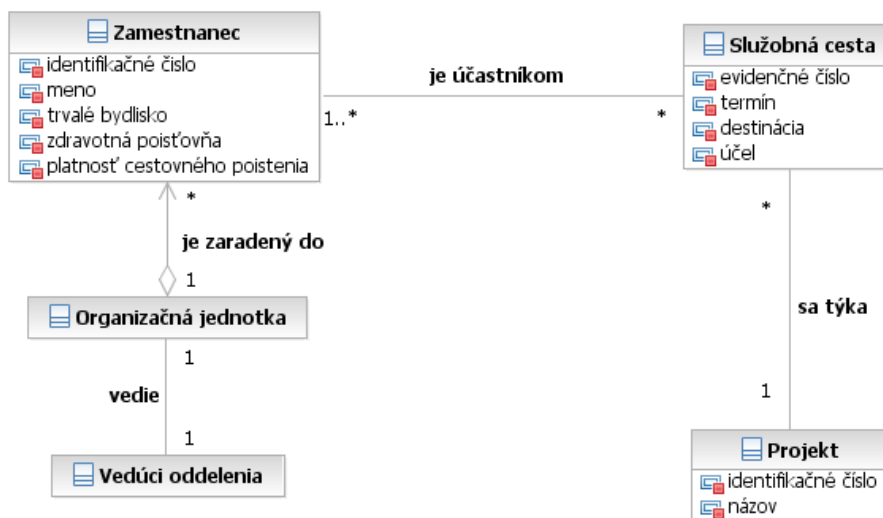 Zamestnanec
identifikačné čislo
meno
trvalé bydlisko
zdravotná poisťovňa
platnosť cestovného poistenia
je účastníkom
1..*
*
Služobná cesta
evidenčné číslo
termín
destinácia
účel
*
je zaradený do
1
Organizačná jednotka
1
vedie
1
Vedúci oddelenia
*
sa týka
1
Projekt
identifikačné číslo
názov